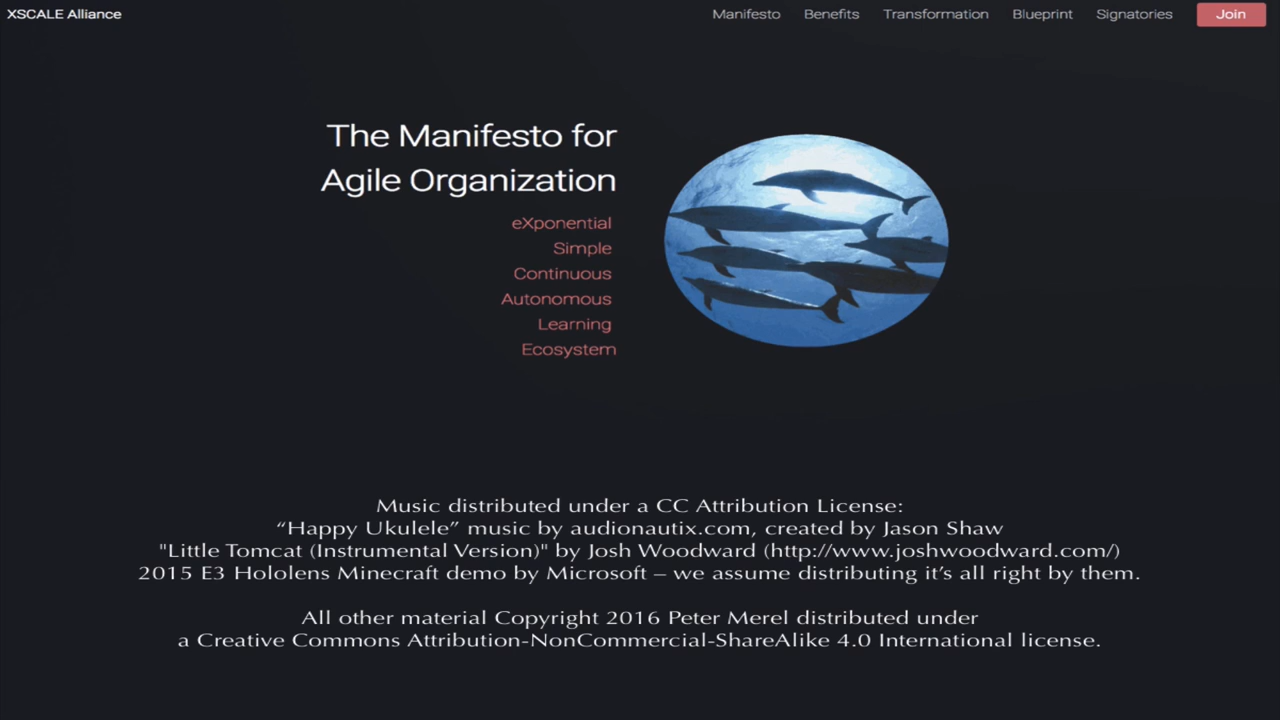 XSCALE Alliance
Manifesto Benefits Transformation Blueprint Signatories Join
The Manifesto for
Agile Organization
eXponential
Simple
Continuous
Autonomous
Learning
Ecosystem
Music distributed under a CC Attribution License:
“Happy Ukulele” music by audionautix.com, created by Jason Shaw
"Little Tomcat (Instrumental Version)" by Josh Woodward (http://www.joshwoodward.com/)
2015 E3 Hololens Minecraft demo by Microsoft – we assume distributing it’s all right by them.
All other material Copyright 2016 Peter Merel distributed under
a Creative Commons Attribution-NonCommercial-ShareAlike 4.0 International license.